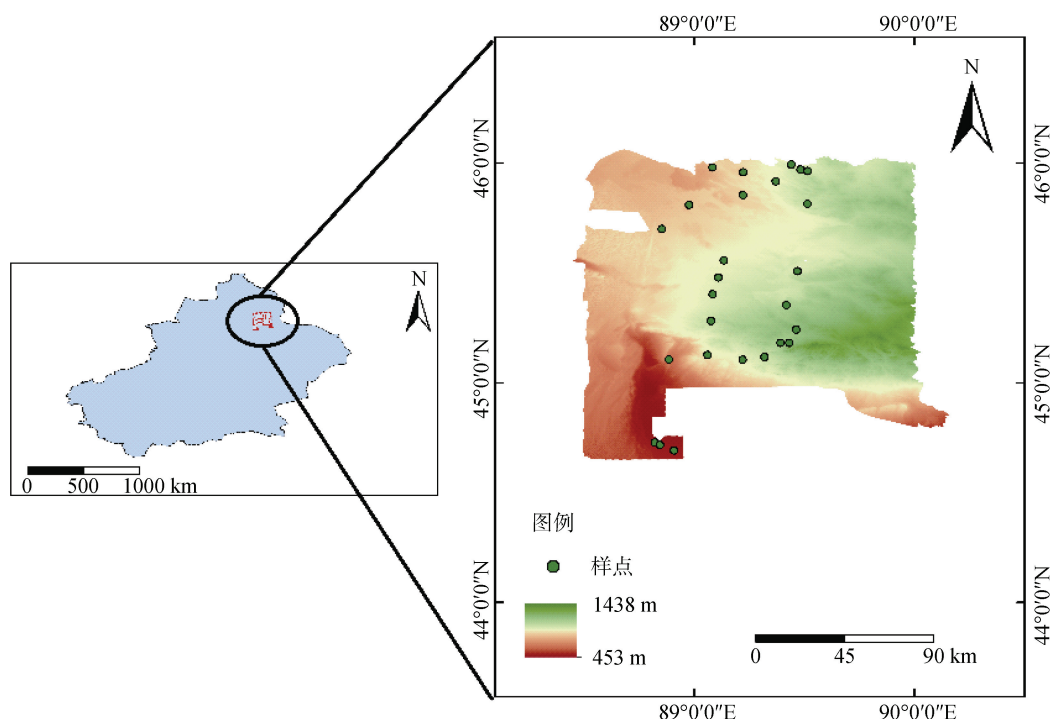 89°0′0″E
90°0′0″E
N
46°0′0″N
46°0′0″N
N
45°0′0″N
45°0′0″N
0
500
1000 km
图例
样点
1438 m
453 m
44°0′0″N
44°0′0″N
0
45
90 km
89°0′0″E
90°0′0″E